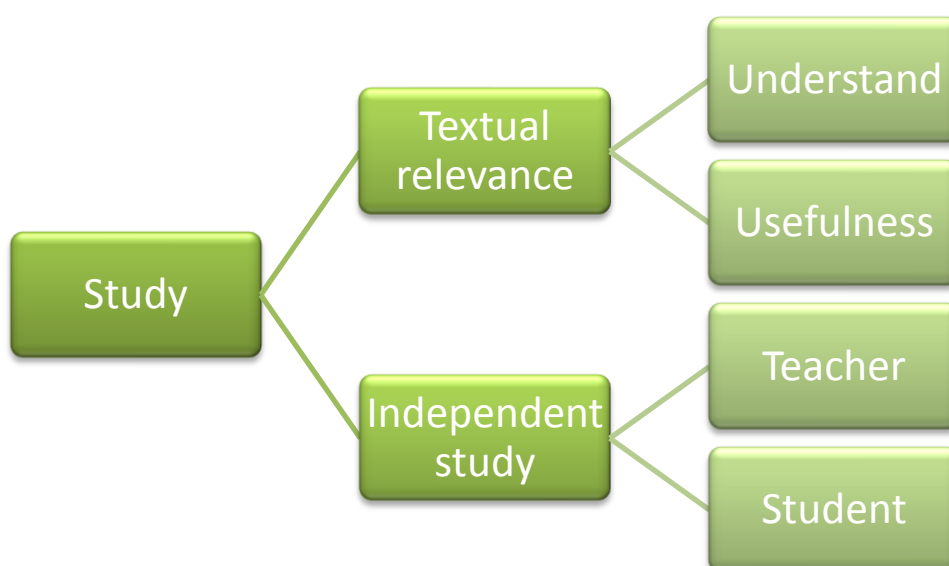 Study
Textual
relevance
Understand
Usefulness
Independent
study
Teacher
Student